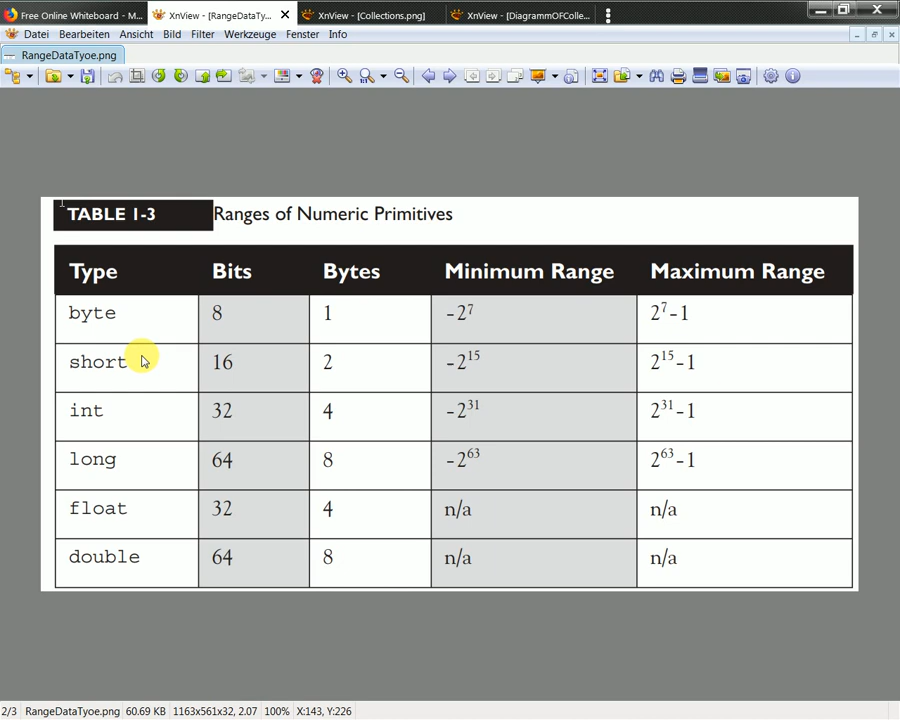 Free Online Whiteboard - M...
XnView - [RangeDataTy...
XnView - [Collections.png]
XnView - [DiagrammOfColle...
Datei Bearbeiten Ansicht Bild Filter Werkzeuge Fenster Info
RangeDataTyoe.png
TABLE 1-3 Ranges of Numeric Primitives
Type Bits Bytes Minimum Range Maximum Range
byte 8 1 -2⁷ 2⁷-1
short 16 2 -2¹⁵ 2¹⁵-1
int 32 4 -2³¹ 2³¹-1
long 64 8 -2⁶³ 2⁶³-1
float 32 4 n/a n/a
double 64 8 n/a n/a
2/3 RangeDataTyoe.png 60.69 KB 1163x561x32, 2.07 100% X:143, Y:226